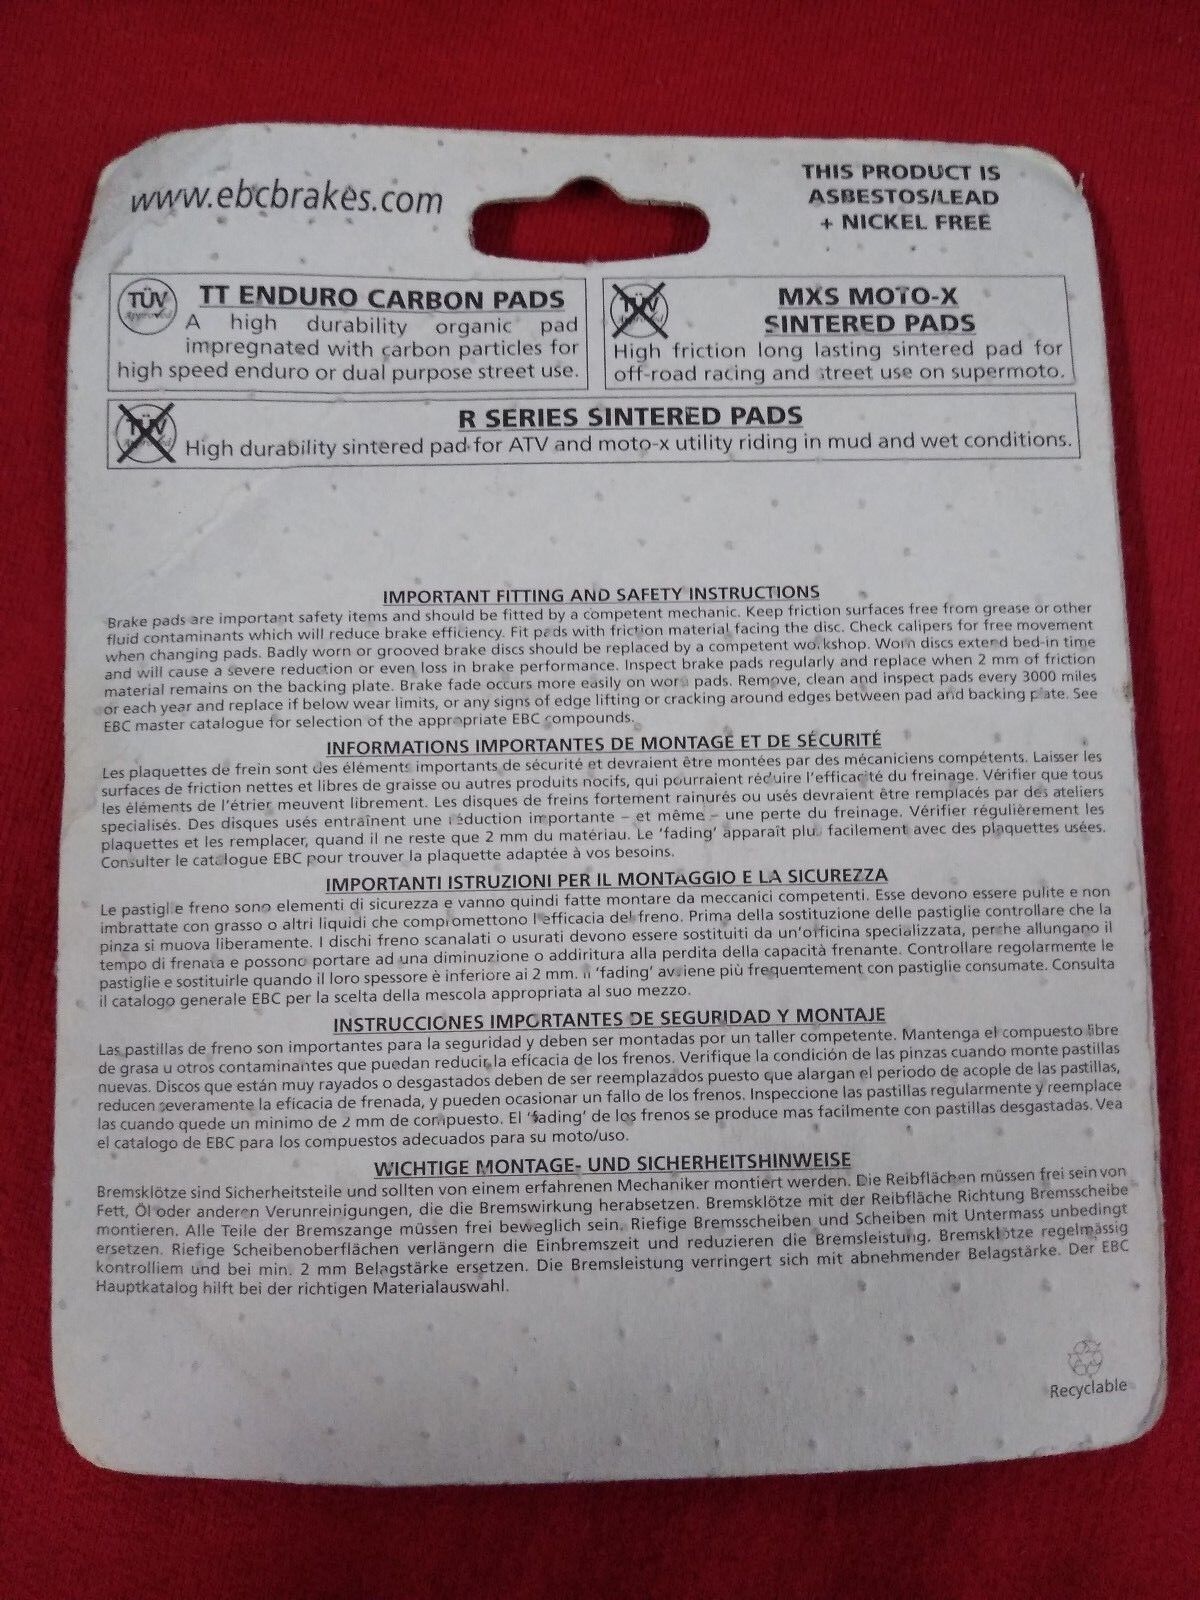 www.ebcbrakes.com
THIS PRODUCT IS
ASBESTOS/LEAD
+ NICKEL FREE
TÜV
approved
TT ENDURO CARBON PADS
A high durability organic pad
impregnated with carbon particles for
high speed enduro or dual purpose street use.
TÜV
MXS MOTO-X
SINTERED PADS
High friction long lasting sintered pad for
off-road racing and street use on supermoto.
TÜV
R SERIES SINTERED PADS
High durability sintered pad for ATV and moto-x utility riding in mud and wet conditions.
IMPORTANT FITTING AND SAFETY INSTRUCTIONS
Brake pads are important safety items and should be fitted by a competent mechanic. Keep friction surfaces free from grease or other
fluid contaminants which will reduce brake efficiency. Fit pads with friction material facing the disc. Check calipers for free movement
when changing pads. Badly worn or grooved brake discs should be replaced by a competent workshop. Worn discs extend bed-in time
and will cause a severe reduction or even loss in brake performance. Inspect brake pads regularly and replace when 2 mm of friction
material remains on the backing plate. Brake fade occurs more easily on worn pads. Remove, clean and inspect pads every 3000 miles
or each year and replace if below wear limits, or any signs of edge lifting or cracking around edges between pad and backing plate. See
EBC master catalogue for selection of the appropriate EBC compounds.
INFORMATIONS IMPORTANTES DE MONTAGE ET DE SÉCURITÉ
Les plaquettes de frein sont des éléments importants de sécurité et devraient être montées par des mécaniciens compétents. Laisser les
surfaces de friction nettes et libres de graisse ou autres produits nocifs, qui pourraient réduire l'efficacité du freinage. Vérifier que tous
les éléments de l'étrier meuvent librement. Les disques de freins fortement rainurés ou usés devraient être remplacés par des ateliers
specialisés. Des disques usés entraînent une réduction importante – et même – une perte du freinage. Vérifier régulièrement les
plaquettes et les remplacer, quand il ne reste que 2 mm du matériau. Le 'fading' apparaît plus facilement avec des plaquettes usées.
Consulter le catalogue EBC pour trouver la plaquette adaptée à vos besoins.
IMPORTANTI ISTRUZIONI PER IL MONTAGGIO E LA SICUREZZA
Le pastiglie freno sono elementi di sicurezza e vanno quindi fatte montare da meccanici competenti. Esse devono essere pulite e non
imbrattate con grasso o altri liquidi che compromettono l'efficacia del freno. Prima della sostituzione delle pastiglie controllare che la
pinza si muova liberamente. I dischi freno scanalati o usurati devono essere sostituiti da un'officina specializzata, perche allungano il
tempo di frenata e possono portare ad una diminuzione o addiritura alla perdita della capacità frenante. Controllare regolarmente le
pastiglie e sostituirle quando il loro spessore è inferiore ai 2 mm. Il 'fading' avviene più frequentemente con pastiglie consumate. Consulta
il catalogo generale EBC per la scelta della mescola appropriata al suo mezzo.
INSTRUCCIONES IMPORTANTES DE SEGURIDAD Y MONTAJE
Las pastillas de freno son importantes para la seguridad y deben ser montadas por un taller competente. Mantenga el compuesto libre
de grasa u otros contaminantes que puedan reducir la eficacia de los frenos. Verifique la condición de las pinzas cuando monte pastillas
nuevas. Discos que están muy rayados o desgastados deben de ser reemplazados puesto que alargan el periodo de acople de las pastillas,
reducen severamente la eficacia de frenada, y pueden ocasionar un fallo de los frenos. Inspeccione las pastillas regularmente y reemplace
las cuando quede un minimo de 2 mm de compuesto. El 'fading' de los frenos se produce mas facilmente con pastillas desgastadas. Vea
el catalogo de EBC para los compuestos adecuados para su moto/uso.
WICHTIGE MONTAGE- UND SICHERHEITSHINWEISE
Bremsklötze sind Sicherheitsteile und sollten von einem erfahrenen Mechaniker montiert werden. Die Reibflächen müssen frei sein von
Fett, Öl oder anderen Verunreinigungen, die die Bremswirkung herabsetzen. Bremsklötze mit der Reibfläche Richtung Bremsscheibe
montieren. Alle Teile der Bremszange müssen frei beweglich sein. Riefige Bremsscheiben und Scheiben mit Untermass unbedingt
ersetzen. Riefige Scheibenoberflächen verlängern die Einbremszeit und reduzieren die Bremsleistung. Bremsklötze regelmässig
kontrolliem und bei min. 2 mm Belagstärke ersetzen. Die Bremsleistung verringert sich mit abnehmender Belagstärke. Der EBC
Hauptkatalog hilft bei der richtigen Materialauswahl.
Recyclable